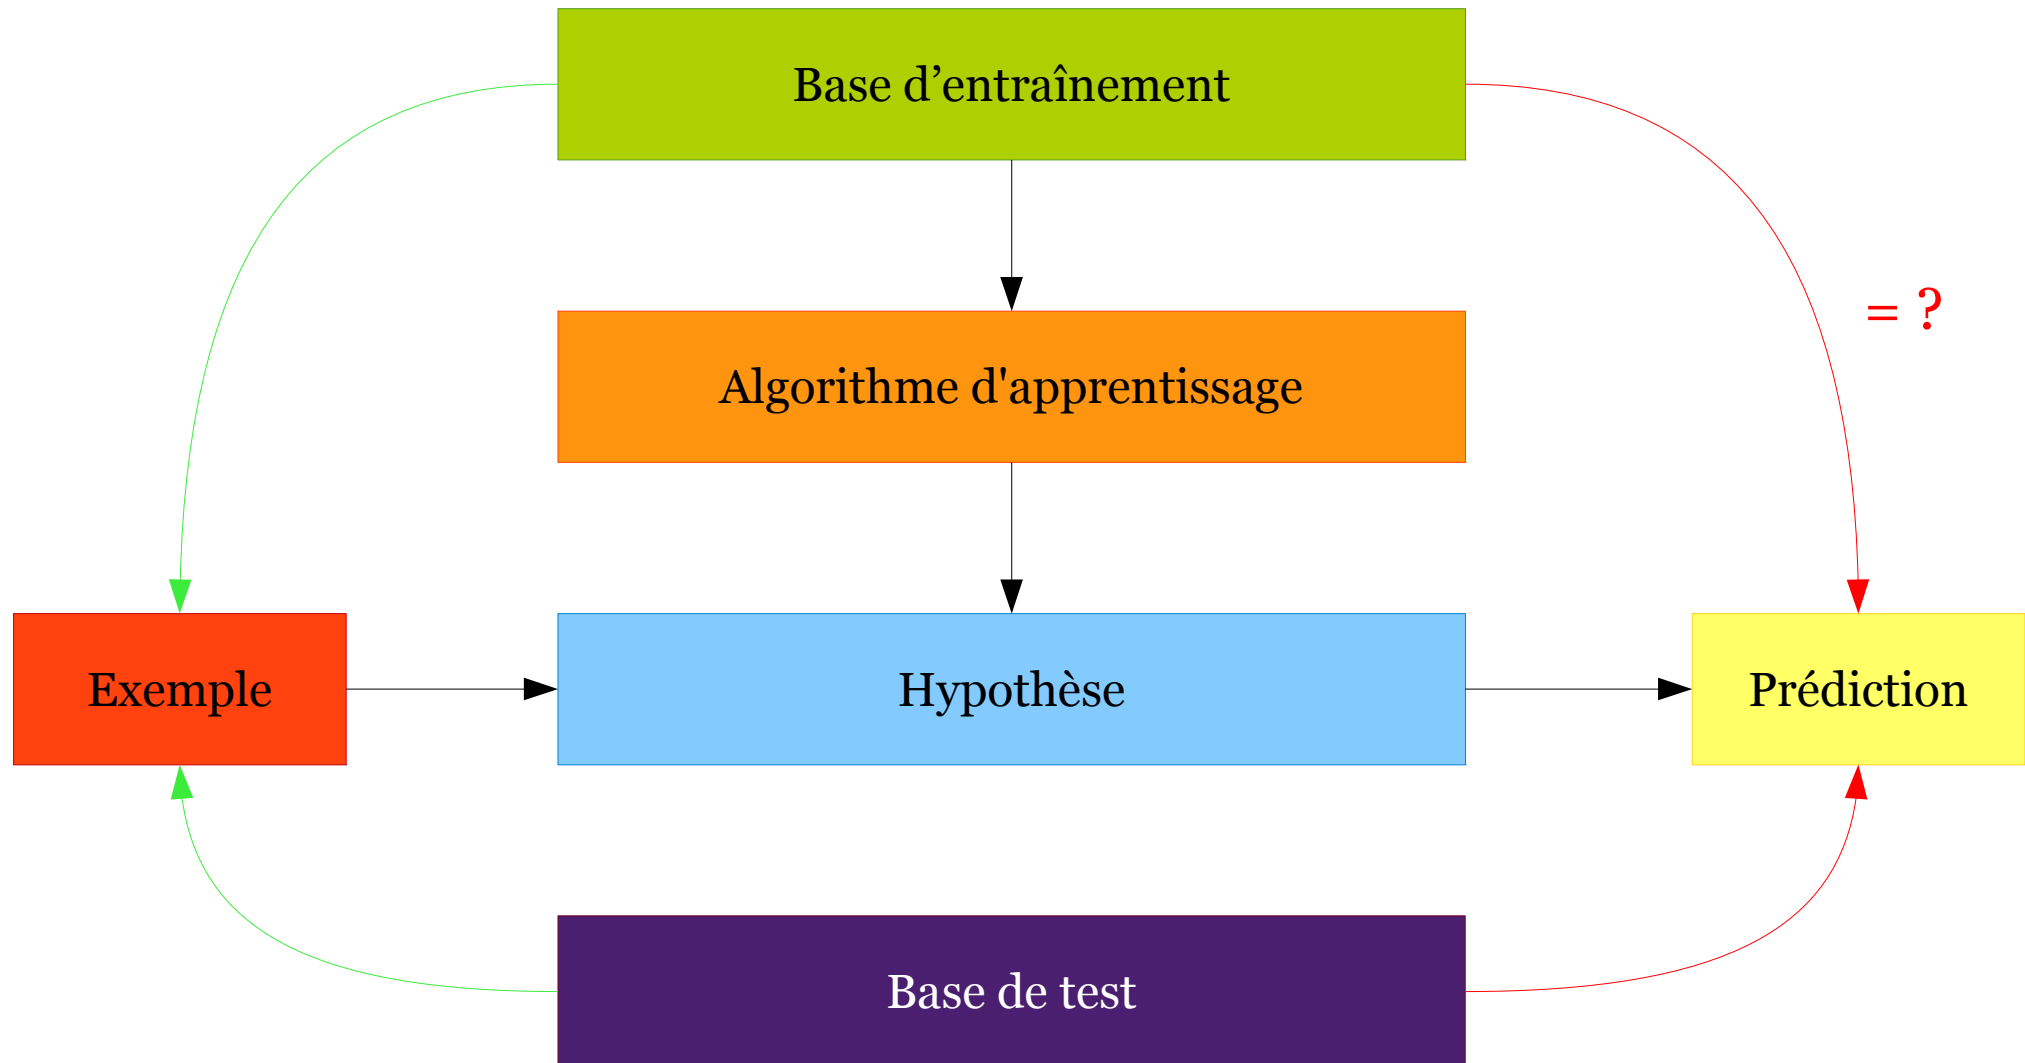 Base d’entraînement
= ?
Algorithme d'apprentissage
Exemple
Hypothèse
Prédiction
Base de test